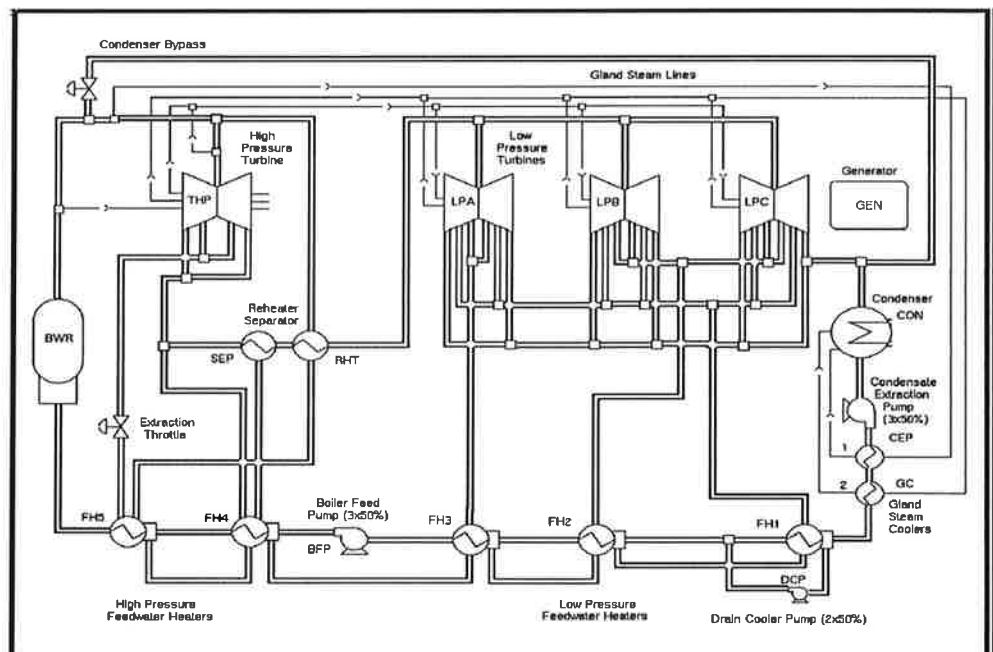 Condenser Bypass
Gland Steam Lines
High
Pressure
Turbine
Low
Pressure
Turbines
Generator
GEN
THP
LPA
LPB
LPC
Condenser
CON
BWR
Reheater
Separator
SEP
RHT
Condensate
Extraction
Pump
(3x50%)
CEP
1
2
GC
Gland
Steam
Coolers
Extraction
Throttle
Boiler Feed
Pump (3x50%)
BFP
FH5
FH4
FH3
FH2
FH1
DCP
High Pressure
Feedwater Heaters
Low Pressure
Feedwater Heaters
Drain Cooler Pump (2x50%)